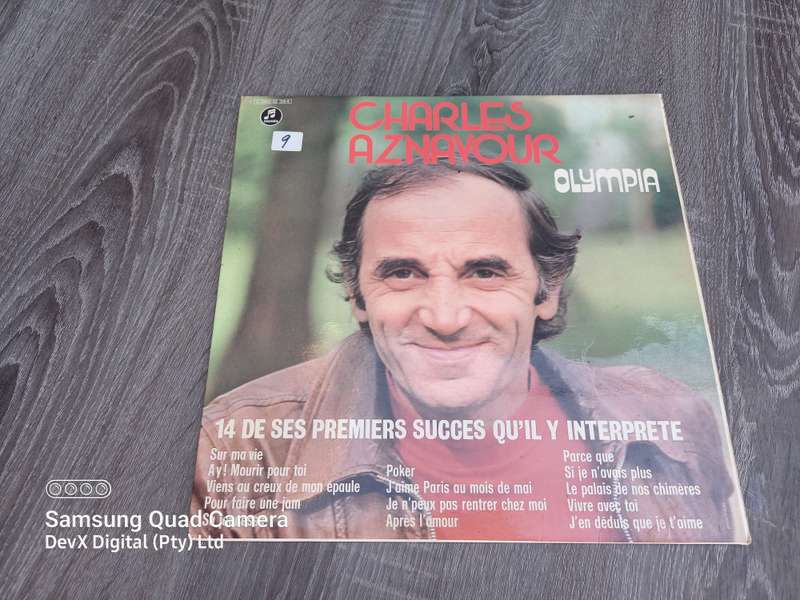 CHARLES
AZNAVOUR
OLYMPIA
9
14 DE SES PREMIERS SUCCES QU'IL Y INTERPRETE
Sur ma vie
Ay! Mourir pour toi
Viens au creux de mon épaule
Pour faire une jam
Poker
J'aime Paris au mois de mai
Je n'peux pas rentrer chez moi
Après l'amour
Parce que
Si je n'avais plus
Le palais de nos chimères
Vivre avec toi
J'en déduis que je t'aime
Samsung Quad Camera
DevX Digital (Pty) Ltd